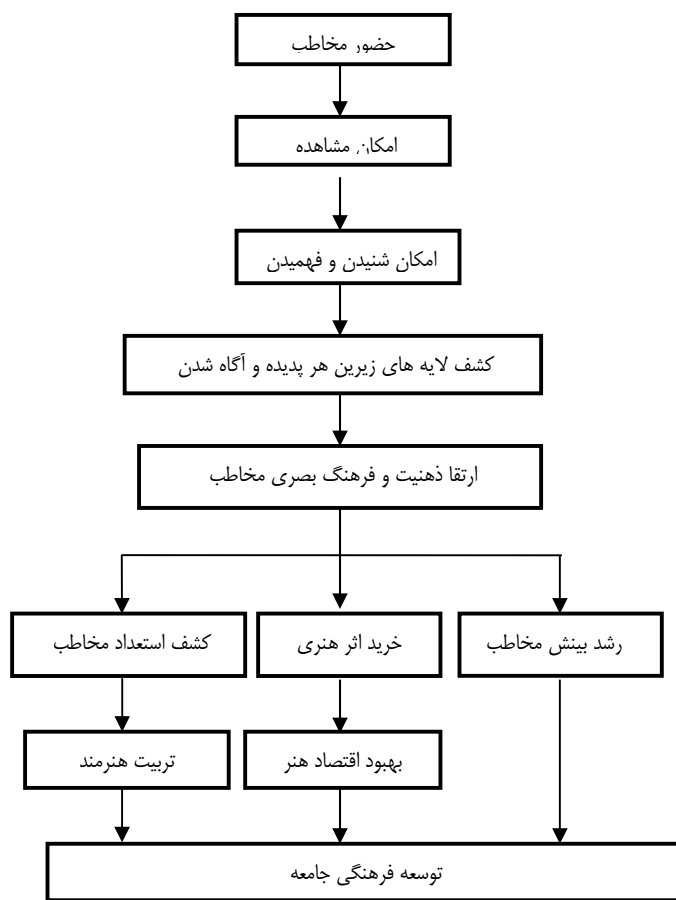 حضور مخاطب
امکان مشاهده
امکان شنیدن و فهمیدن
کشف لایه های زیرین هر پدیده و آگاه شدن
ارتقا ذهنیت و فرهنگ بصری مخاطب
رشد بینش مخاطب
خرید اثر هنری
کشف استعداد مخاطب
بهبود اقتصاد هنر
تربیت هنرمند
توسعه فرهنگی جامعه